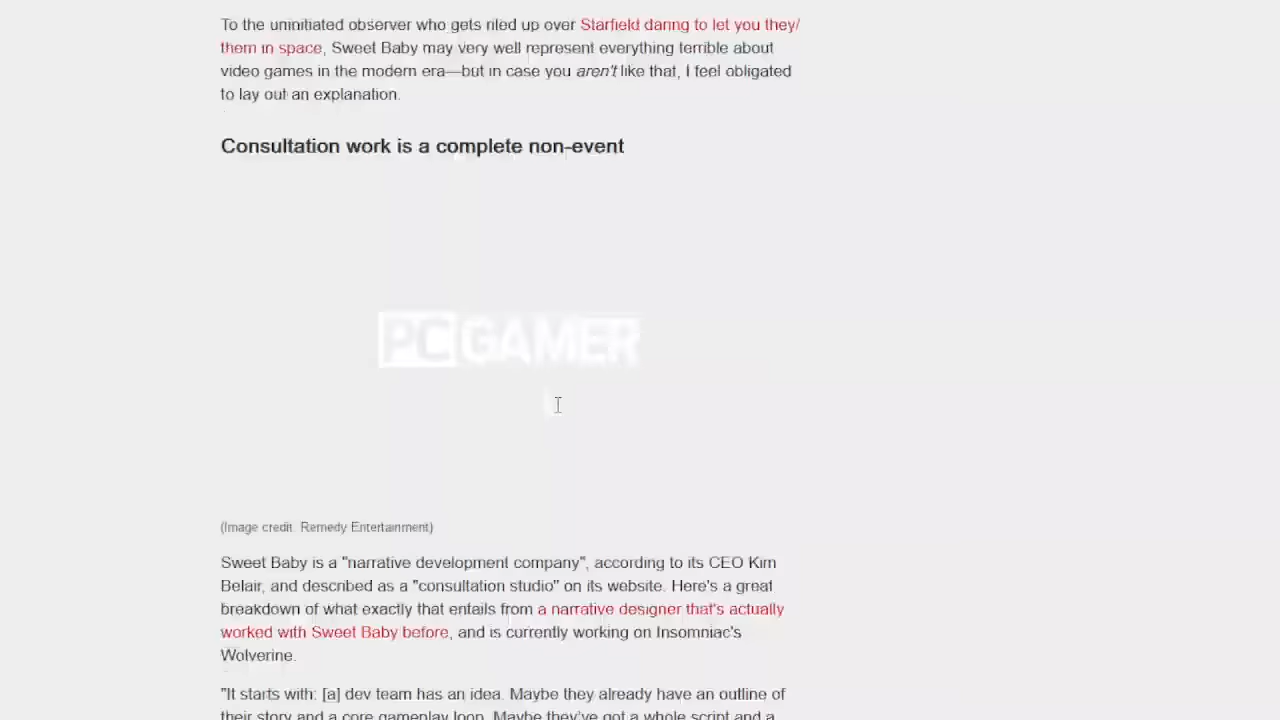 To the uninitiated observer who gets riled up over Starfield daring to let you they/
them in space, Sweet Baby may very well represent everything terrible about
video games in the modern era—but in case you aren't like that, I feel obligated
to lay out an explanation.
Consultation work is a complete non-event
PC GAMER
(Image credit: Remedy Entertainment)
Sweet Baby is a "narrative development company", according to its CEO Kim
Belair, and described as a "consultation studio" on its website. Here's a great
breakdown of what exactly that entails from a narrative designer that's actually
worked with Sweet Baby before, and is currently working on Insomniac's
Wolverine.
"It starts with: [a] dev team has an idea. Maybe they already have an outline of
their story and a core gameplay loop. Maybe they've got a whole script and a